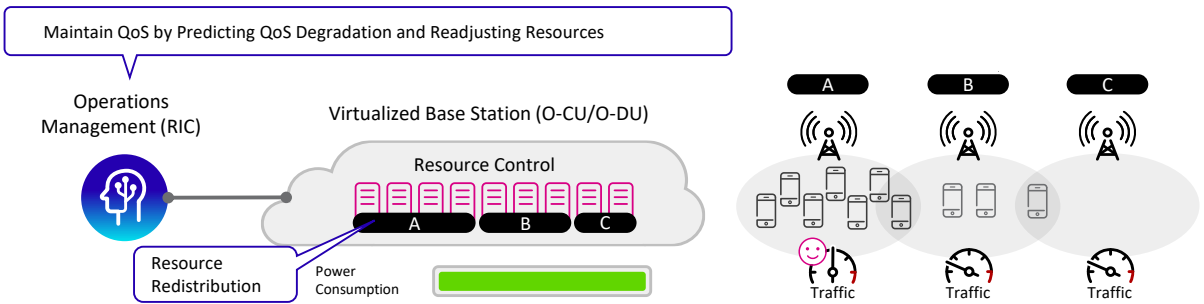 Maintain QoS by Predicting QoS Degradation and Readjusting Resources
Operations
Management (RIC)
Virtualized Base Station (O-CU/O-DU)
Resource Control
A
B
C
Resource
Redistribution
Power
Consumption
A
B
C
Traffic
Traffic
Traffic